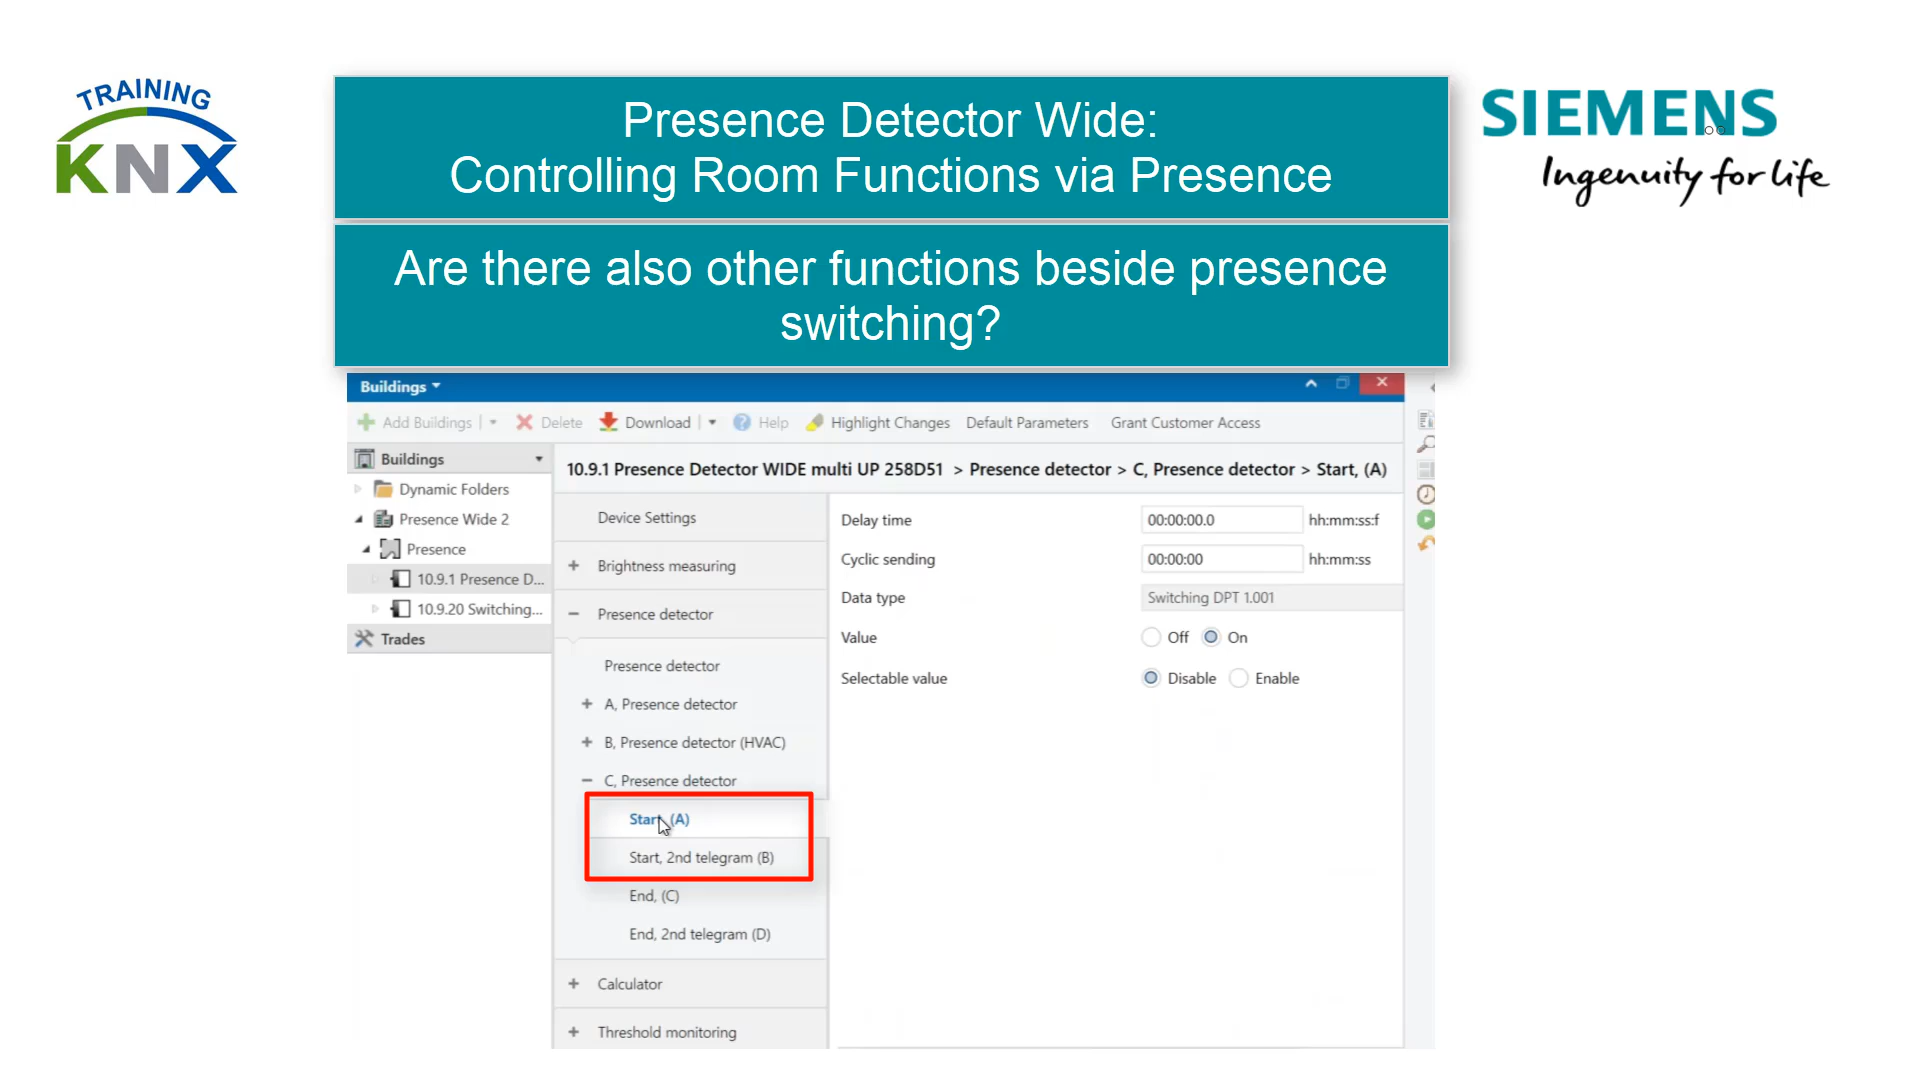 TRAINING
KNX
Presence Detector Wide:
Controlling Room Functions via Presence
SIEMENS
Ingenuity for life
Are there also other functions beside presence
switching?
Buildings
Add Buildings
Delete
Download
Help
Highlight Changes
Default Parameters
Grant Customer Access
Buildings
Dynamic Folders
Presence Wide 2
Presence
10.9.1 Presence D...
10.9.20 Switching...
Trades
10.9.1 Presence Detector WIDE multi UP 258D51 > Presence detector > C, Presence detector > Start, (A)
Device Settings
+ Brightness measuring
− Presence detector
Presence detector
+ A, Presence detector
+ B, Presence detector (HVAC)
− C, Presence detector
Start, (A)
Start, 2nd telegram (B)
End, (C)
End, 2nd telegram (D)
+ Calculator
+ Threshold monitoring
Delay time 00:00:00.0 hh:mm:ss:f
Cyclic sending 00:00:00 hh:mm:ss
Data type Switching DPT 1.001
Value Off On
Selectable value Disable Enable